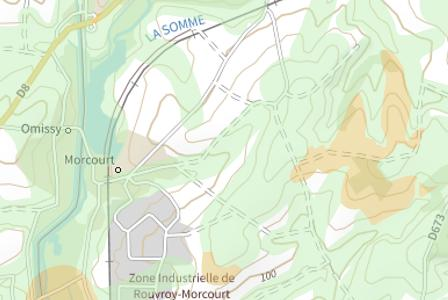 LA SOMME
D8
Omissy
Morcourt
D673
100
Zone Industrielle de
Rouvroy-Morcourt